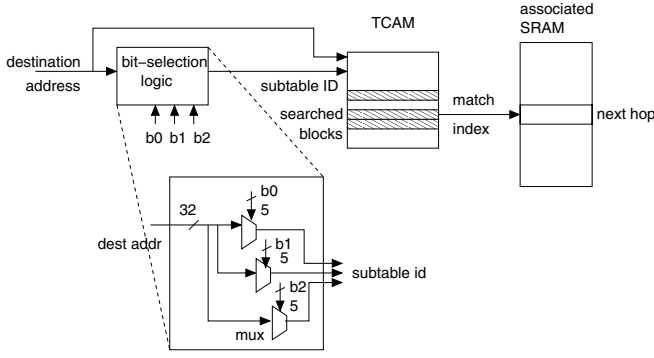 associated
SRAM
TCAM
destination
address
bit-selection
logic
subtable ID
b0 b1 b2
searched
blocks
match
index
next hop
32
b0
5
dest addr
b1
5
subtable id
b2
5
mux